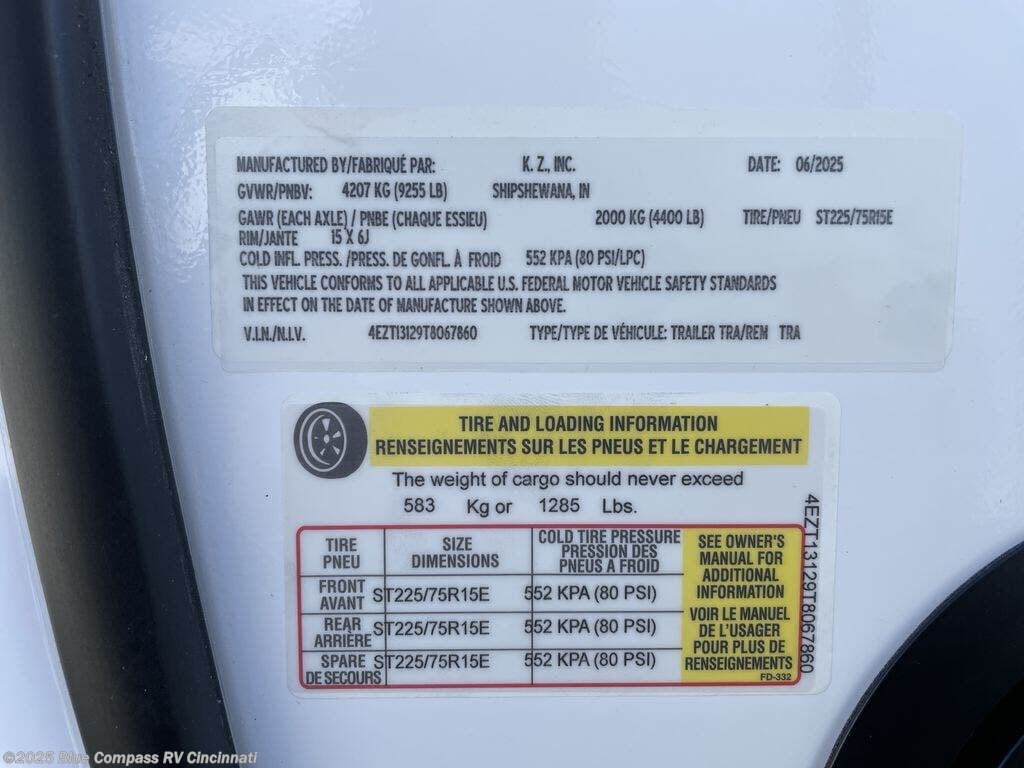 MANUFACTURED BY/FABRIQUÉ PAR: K. Z., INC. DATE: 06/2025
GVWR/PNBV: 4207 KG (9255 LB) SHIPSHEWANA, IN
GAWR (EACH AXLE) / PNBE (CHAQUE ESSIEU) 2000 KG (4400 LB) TIRE/PNEU ST225/75R15E
RIM/JANTE 15 X 6J
COLD INFL. PRESS. /PRESS. DE GONFL. À FROID 552 KPA (80 PSI/LPC)
THIS VEHICLE CONFORMS TO ALL APPLICABLE U.S. FEDERAL MOTOR VEHICLE SAFETY STANDARDS
IN EFFECT ON THE DATE OF MANUFACTURE SHOWN ABOVE.
V.I.N./N.I.V. 4EZT13129T8067860 TYPE/TYPE DE VÉHICULE: TRAILER TRA/REM TRA
TIRE AND LOADING INFORMATION
RENSEIGNEMENTS SUR LES PNEUS ET LE CHARGEMENT
The weight of cargo should never exceed
583 Kg or 1285 Lbs.
TIRE
PNEU
SIZE
DIMENSIONS
COLD TIRE PRESSURE
PRESSION DES
PNEUS A FROID
FRONT
AVANT
ST225/75R15E
552 KPA (80 PSI)
REAR
ARRIÈRE
ST225/75R15E
552 KPA (80 PSI)
SPARE
DE SECOURS
ST225/75R15E
552 KPA (80 PSI)
SEE OWNER'S
MANUAL FOR
ADDITIONAL
INFORMATION
VOIR LE MANUEL
DE L'USAGER
POUR PLUS DE
RENSEIGNEMENTS
FD-332
4EZT13129T8067860
©2025 Blue Compass RV Cincinnati